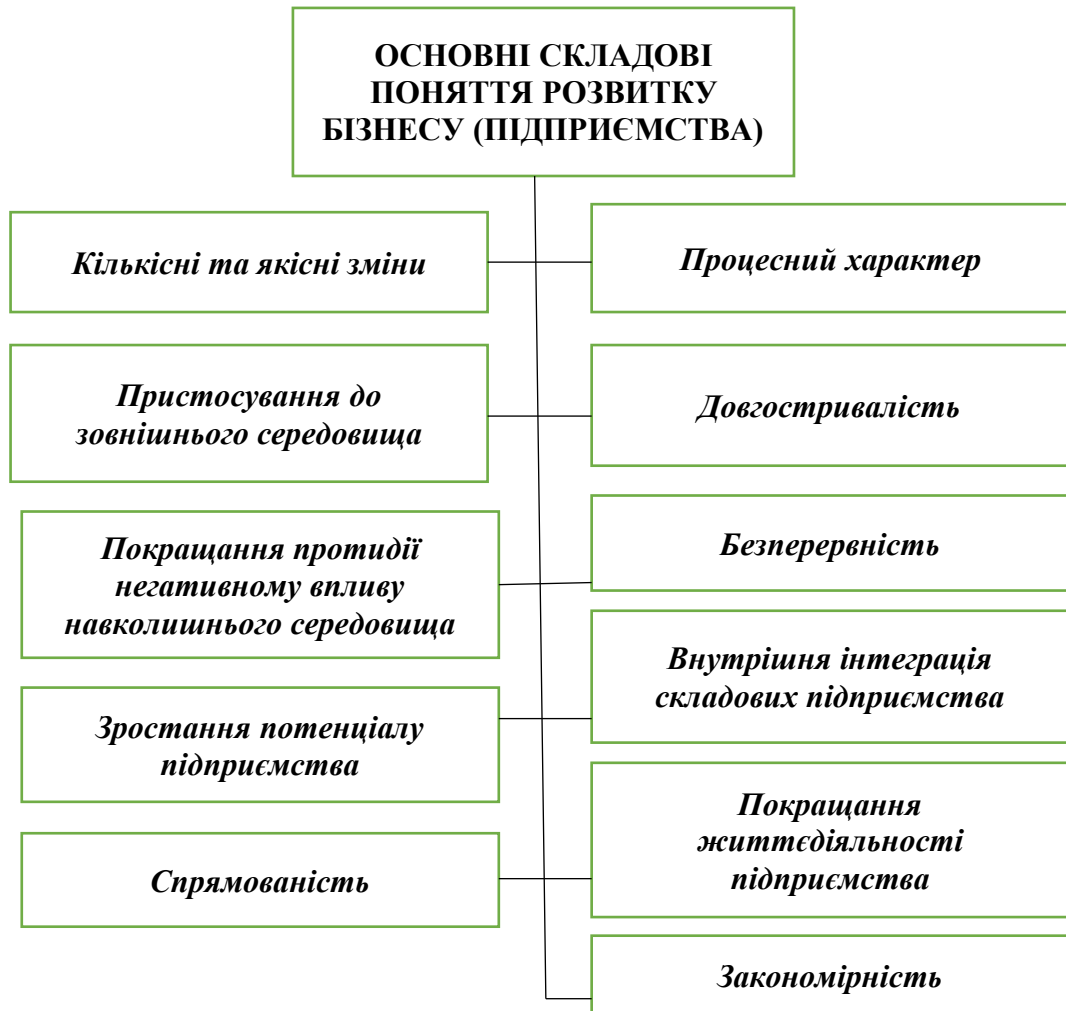 ОСНОВНІ СКЛАДОВІ
ПОНЯТТЯ РОЗВИТКУ
БІЗНЕСУ (ПІДПРИЄМСТВА)
Кількісні та якісні зміни
Процесний характер
Пристосування до
зовнішнього середовища
Довгостривалість
Покращання протидії
негативному впливу
навколишнього середовища
Безперервність
Зростання потенціалу
підприємства
Внутрішня інтеграція
складових підприємства
Спрямованість
Покращання
життєдіяльності
підприємства
Закономірність